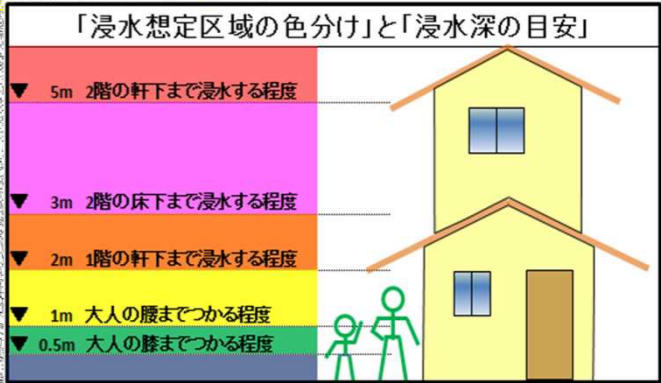 「浸水想定区域の色分け」と「浸水深の目安」
▼ 5m 2階の軒下まで浸水する程度
▼ 3m 2階の床下まで浸水する程度
▼ 2m 1階の軒下まで浸水する程度
▼ 1m 大人の腰までつかる程度
▼ 0.5m 大人の膝までつかる程度